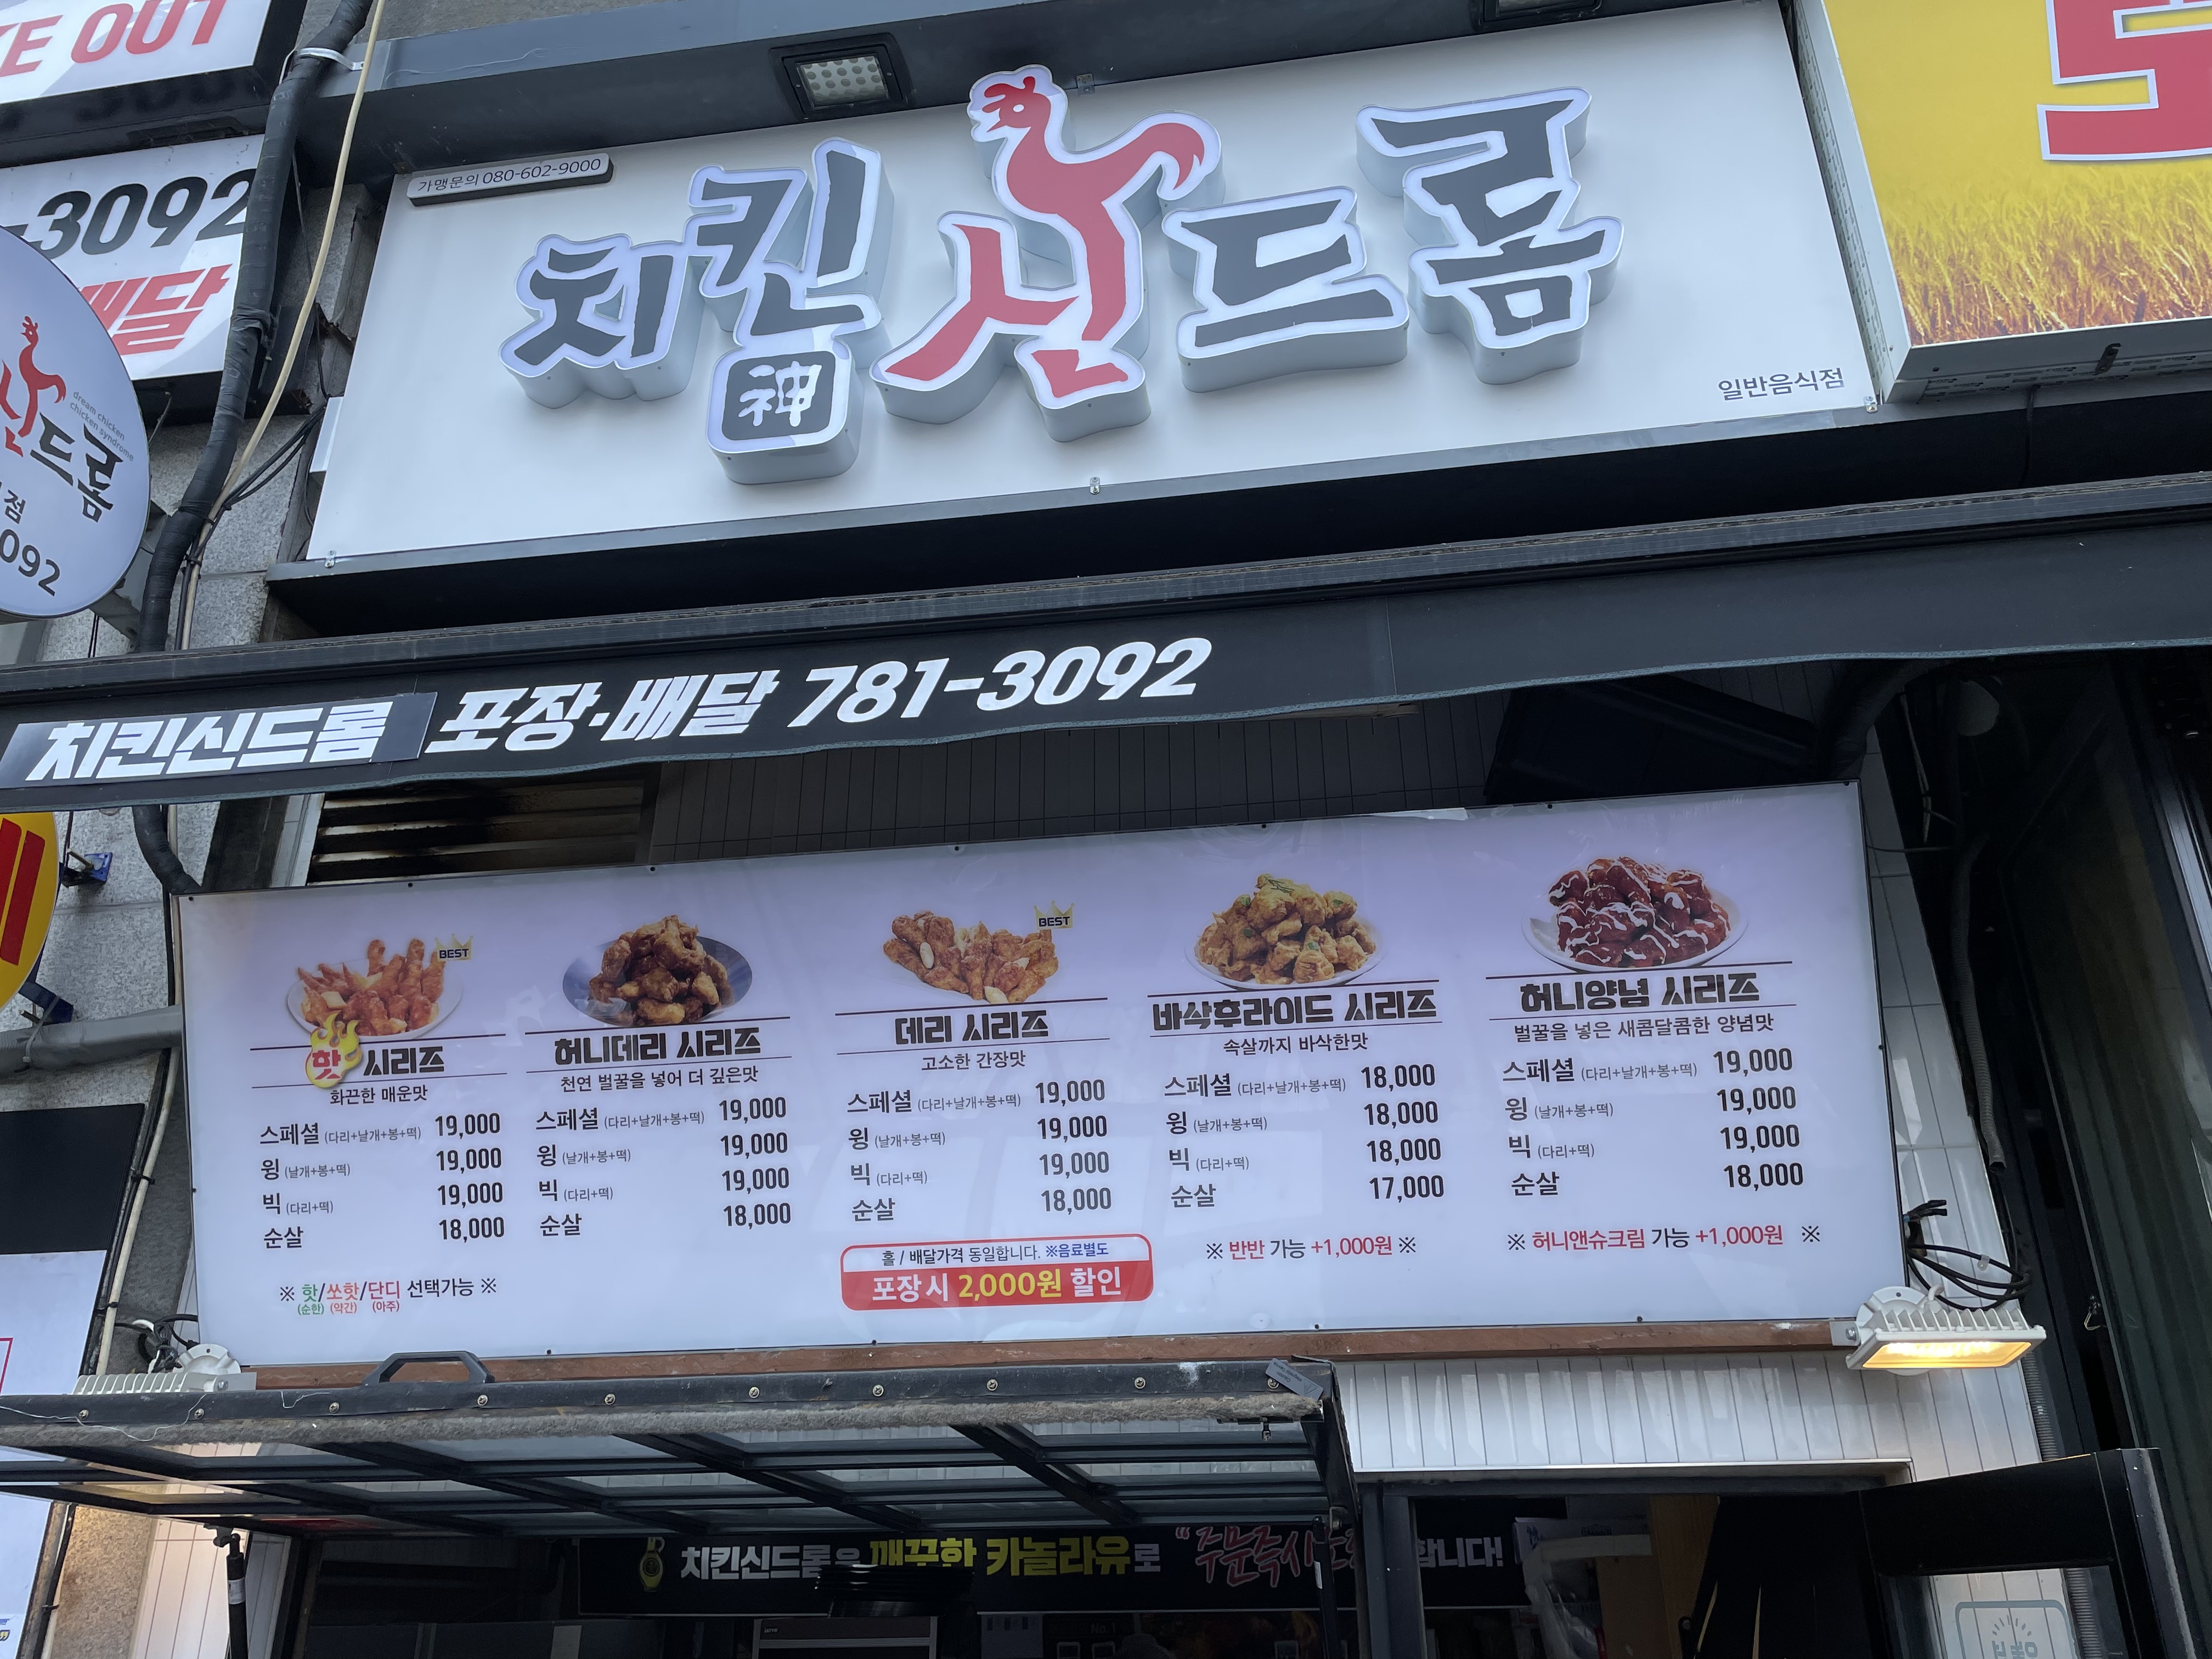 OUT
-3092
배달
dream chicken
chicken syndrome
신드롬
점
092
가맹문의 080-602-9000
치킨신드롬
神
일반음식점
치킨신드롬 포장·배달 781-3092
BEST
핫 시리즈
화끈한 매운맛
스페셜 (다리+날개+봉+떡) 19,000
윙 (날개+봉+떡) 19,000
빅 (다리+떡) 19,000
순살 18,000
※ 핫/쏘핫/단디 선택가능 ※
(순한) (약간) (아주)
허니데리 시리즈
천연 벌꿀을 넣어 더 깊은맛
스페셜 (다리+날개+봉+떡) 19,000
윙 (날개+봉+떡) 19,000
빅 (다리+떡) 19,000
순살 18,000
BEST
데리 시리즈
고소한 간장맛
스페셜 (다리+날개+봉+떡) 19,000
윙 (날개+봉+떡) 19,000
빅 (다리+떡) 19,000
순살 18,000
홀 / 배달가격 동일합니다. ※음료별도
포장시 2,000원 할인
바삭후라이드 시리즈
속살까지 바삭한맛
스페셜 (다리+날개+봉+떡) 18,000
윙 (날개+봉+떡) 18,000
빅 (다리+떡) 18,000
순살 17,000
※ 반반 가능 +1,000원 ※
허니양념 시리즈
벌꿀을 넣은 새콤달콤한 양념맛
스페셜 (다리+날개+봉+떡) 19,000
윙 (날개+봉+떡) 19,000
빅 (다리+떡) 19,000
순살 18,000
※ 허니앤슈크림 가능 +1,000원 ※
치킨신드롬은 깨끗한 카놀라유로 "주문즉시 합니다!
No.1